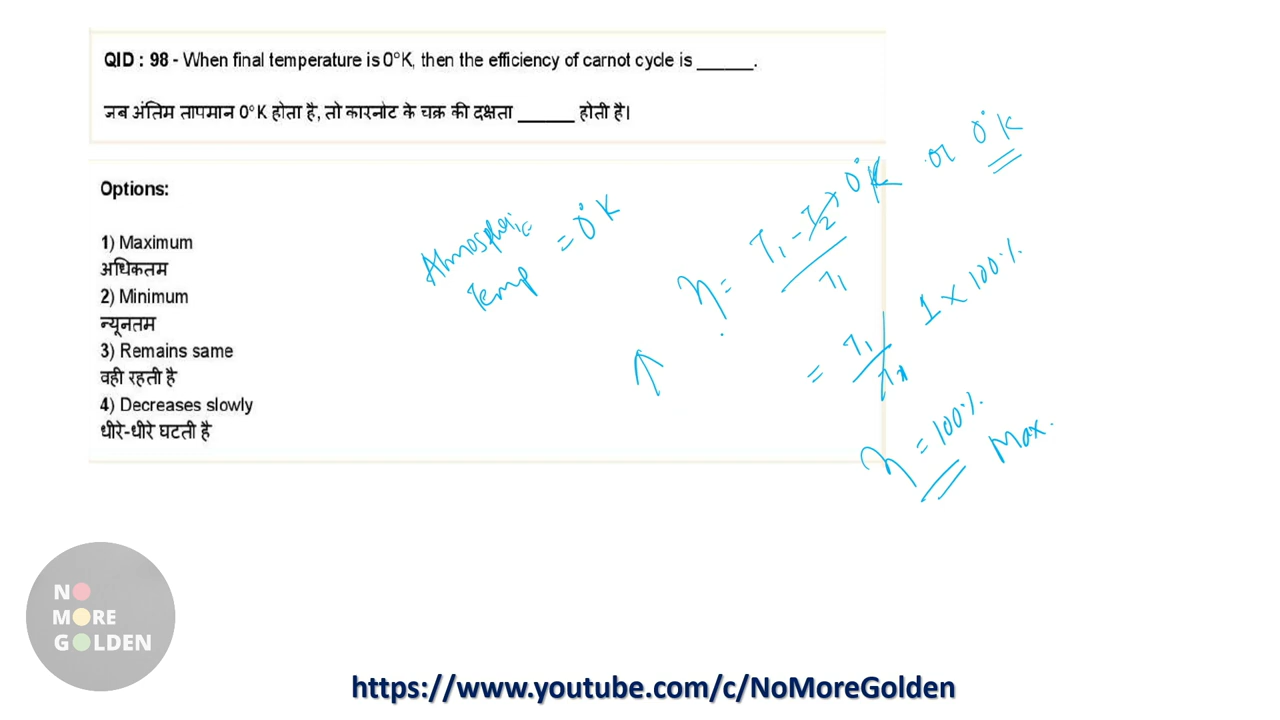 QID : 98 - When final temperature is 0°K, then the efficiency of carnot cycle is ______.
जब अंतिम तापमान 0°K होता है, तो कारनोट के चक्र की दक्षता ______ होती है।
Options:
1) Maximum
अधिकतम
2) Minimum
न्यूनतम
3) Remains same
वही रहती है
4) Decreases slowly
धीरे-धीरे घटती है
Atmospheric
Temp = 0°K
η = T1 - T2 → 0°K or 0°K
T1
= T1 / T1 1 × 100%
η = 100% Max.
NO
MORE
GOLDEN
https://www.youtube.com/c/NoMoreGolden